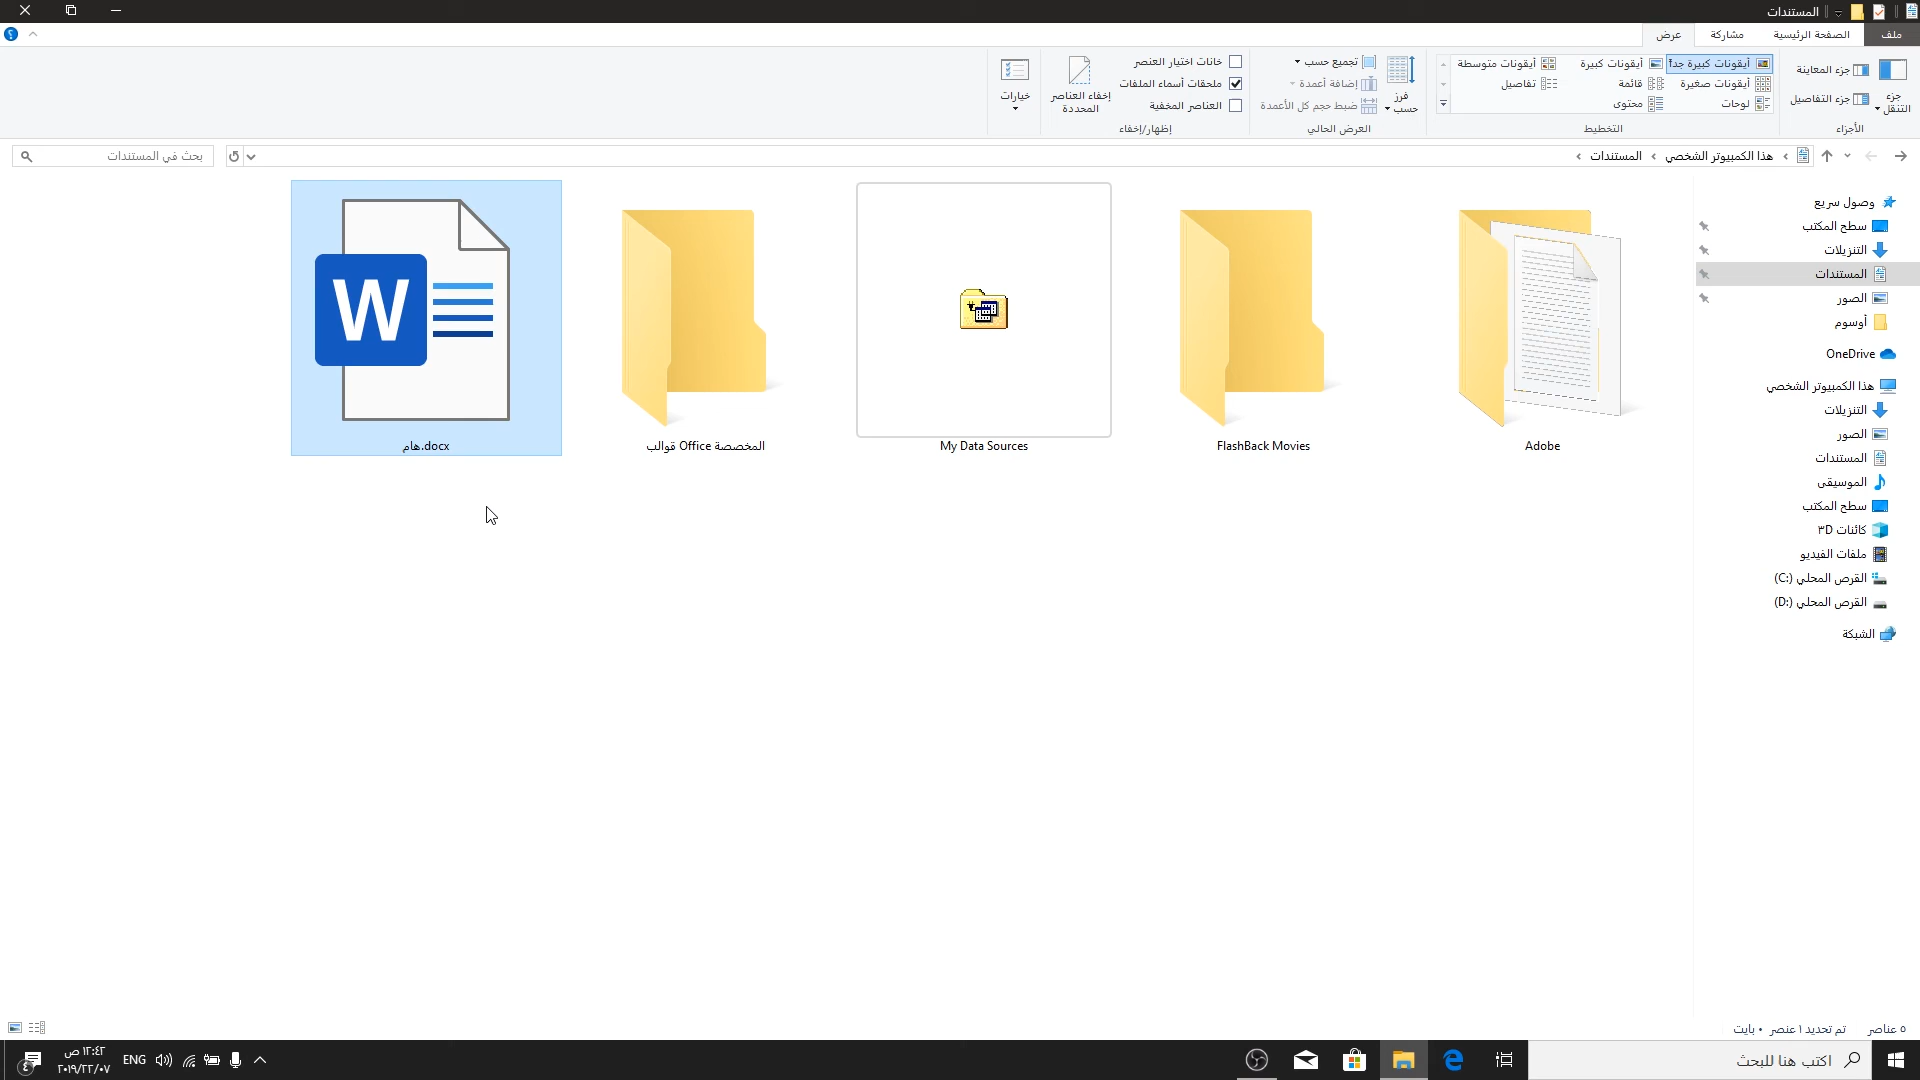 المستندات
ملف
الصفحة الرئيسية
مشاركة
عرض
جزء التنقل
جزء المعاينة
جزء التفاصيل
الأجزاء
أيقونات كبيرة جداً
أيقونات كبيرة
أيقونات متوسطة
أيقونات صغيرة
قائمة
تفاصيل
لوحات
محتوى
التخطيط
فرز حسب
تجميع حسب
إضافة أعمدة
ضبط حجم كل الأعمدة
العرض الحالي
خانات اختيار العنصر
ملحقات أسماء الملفات
العناصر المخفية
إخفاء العناصر المحددة
إظهار/إخفاء
خيارات
هذا الكمبيوتر الشخصي › المستندات ›
بحث في المستندات
وصول سريع
سطح المكتب
التنزيلات
المستندات
الصور
أوسوم
OneDrive
هذا الكمبيوتر الشخصي
التنزيلات
الصور
المستندات
الموسيقى
سطح المكتب
كائنات ٣D
ملفات الفيديو
القرص المحلي (C:)
القرص المحلي (D:)
الشبكة
Adobe
FlashBack Movies
My Data Sources
قوالب Office المخصصة
هام.docx
W
٥ عناصر
تم تحديد ١ عنصر ٠ بايت
اكتب هنا للبحث
ENG
١٢:٤٢ ص
٢٠١٩/٢٢/٠٧
٤